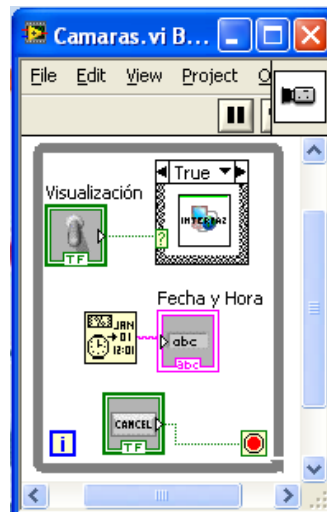 Camaras.vi B...
File Edit View Project O
True
Visualización
INTERFAZ
?
TF
Fecha y Hora
JAN
01
12:01
abc
abc
CANCEL
TF
i